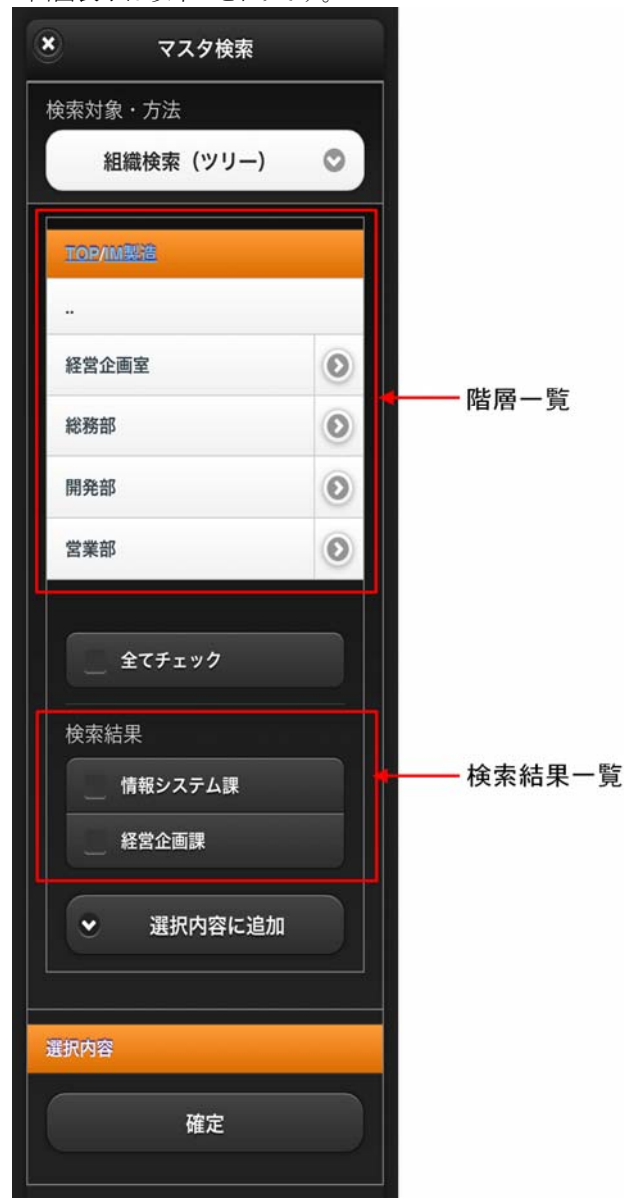 マスタ検索
検索対象・方法
組織検索（ツリー）
TOP/IM製造
..
経営企画室
総務部
開発部
営業部
階層一覧
全てチェック
検索結果
情報システム課
経営企画課
検索結果一覧
選択内容に追加
選択内容
確定